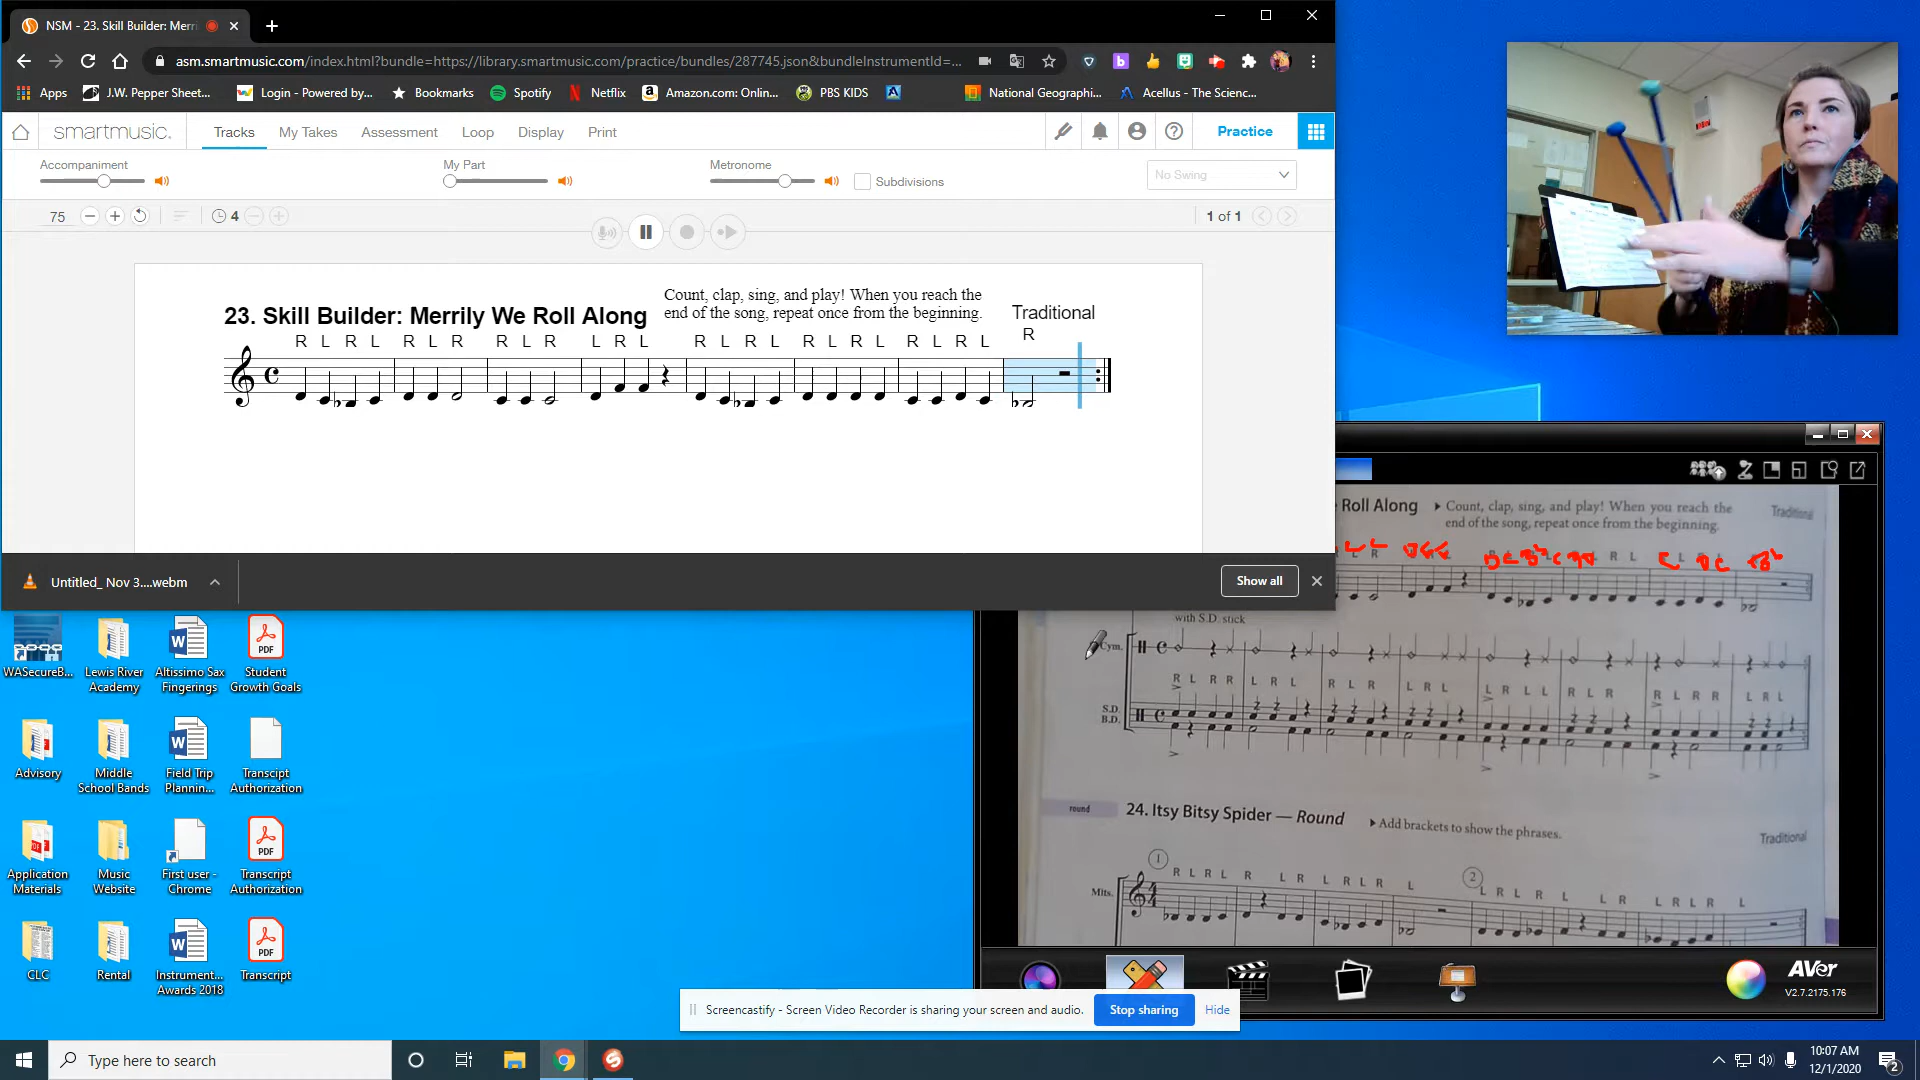 NSM - 23. Skill Builder: Merri
asm.smartmusic.com/index.html?bundle=https://library.smartmusic.com/practice/bundles/287745.json&bundleInstrumentId=...
Apps J.W. Pepper Sheet... Login - Powered by... Bookmarks Spotify Netflix Amazon.com: Onlin... PBS KIDS National Geographi... Acellus - The Scienc...
smartmusic. Tracks My Takes Assessment Loop Display Print Practice
Accompaniment My Part Metronome
Subdivisions No Swing
75 4 1 of 1
Count, clap, sing, and play! When you reach the
23. Skill Builder: Merrily We Roll Along end of the song, repeat once from the beginning. Traditional
R L R L R L R R L R L R L R L R L R L R L R L R L R
Untitled_ Nov 3....webm Show all
Roll Along Count, clap, sing, and play! When you reach the Traditional
end of the song, repeat once from the beginning.
with S.D. stick
Cym.
R L R R L R L R L R L R L L R L L R L R R L R R L R L
S.D.
B.D.
round 24. Itsy Bitsy Spider — Round Add brackets to show the phrases. Traditional
1 2
R L R L R L R L R L R L L R L R L L R L R L R L
Mlts.
WASecureB... Lewis River Academy Altissimo Sax Fingerings Student Growth Goals
Advisory Middle School Bands Field Trip Plannin... Transcipt Authorization
Application Materials Music Website First user - Chrome Transcript Authorization
CLC Rental Instrument... Awards 2018 Transcript
AVer
V2.7.2175.176
Screencastify - Screen Video Recorder is sharing your screen and audio. Stop sharing Hide
Type here to search
10:07 AM
12/1/2020
2